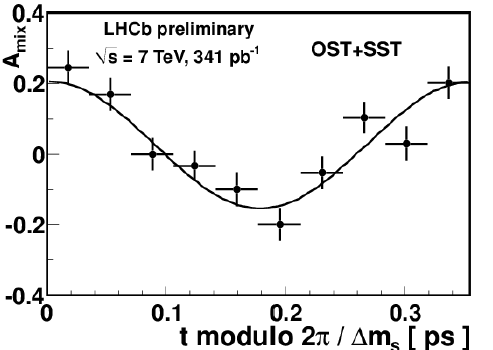 0.4
A_mix
LHCb preliminary
√s = 7 TeV, 341 pb⁻¹
OST+SST
0.2
0
-0.2
-0.4
0 0.1 0.2 0.3
t modulo 2π / Δm_s [ ps ]